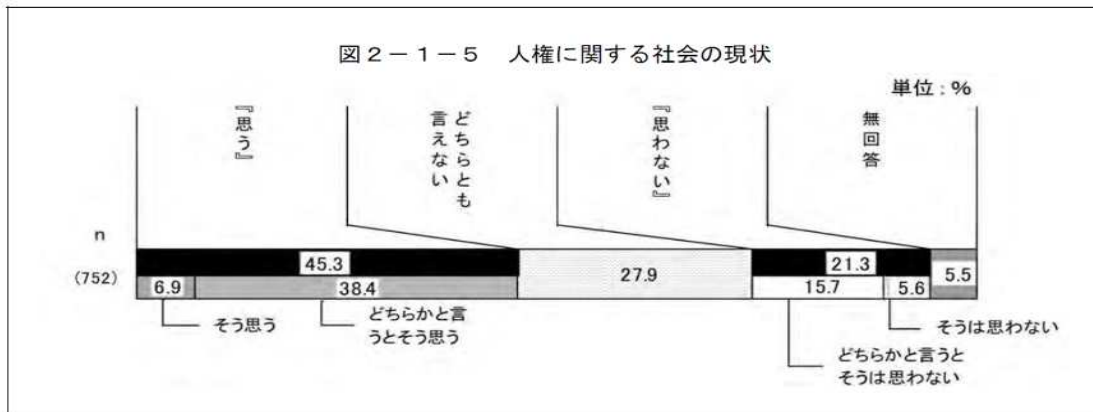 図2－1－5 人権に関する社会の現状
単位：%
『思う』
どちらとも
言えない
『思わない』
無回答
n
(752)
45.3
27.9
21.3
5.5
6.9
38.4
15.7
5.6
そう思う
どちらかと言
うとそう思う
そうは思わない
どちらかと言うと
そうは思わない